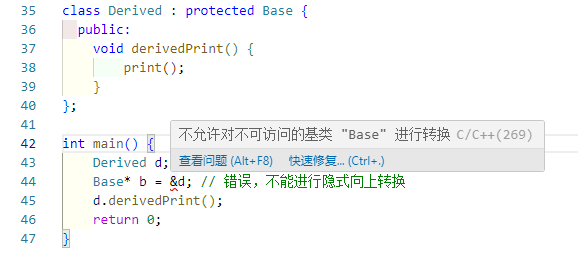 35 class Derived : protected Base {
36   public:
37     void derivedPrint() {
38         print();
39     }
40 };
41
不允许对不可访问的基类 "Base" 进行转换 C/C++(269)
查看问题 (Alt+F8) 快速修复... (Ctrl+.)
42 int main() {
43     Derived d;
44     Base* b = &d; // 错误，不能进行隐式向上转换
45     d.derivedPrint();
46     return 0;
47 }